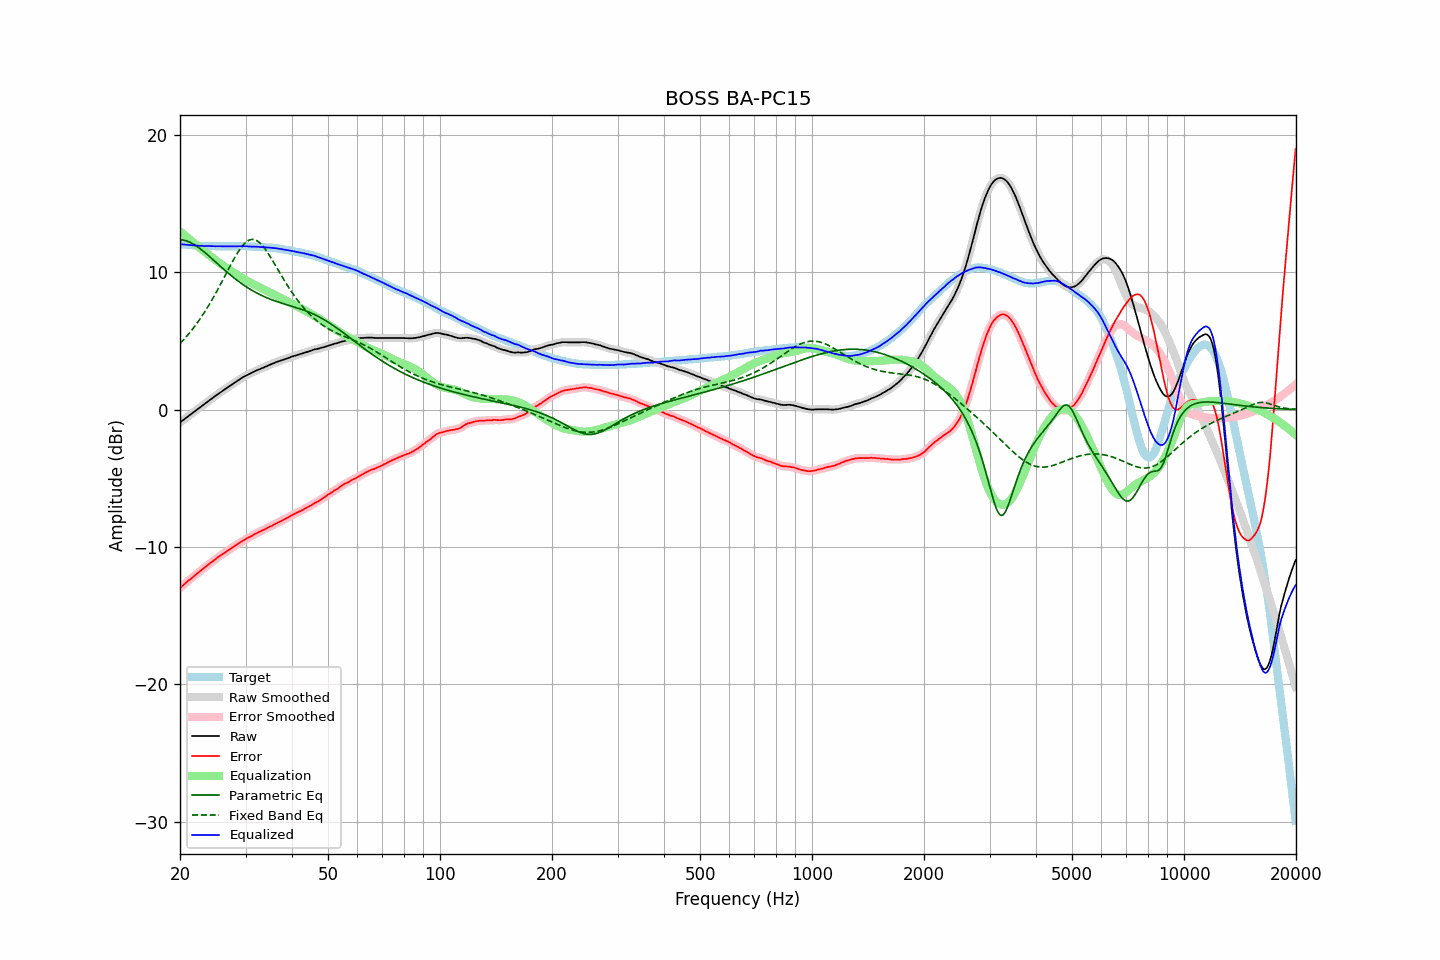 BOSS BA-PC15
20
10
0
−10
−20
−30
Amplitude (dBr)
Target
Raw Smoothed
Error Smoothed
Raw
Error
Equalization
Parametric Eq
Fixed Band Eq
Equalized
20 50 100 200 500 1000 2000 5000 10000 20000
Frequency (Hz)